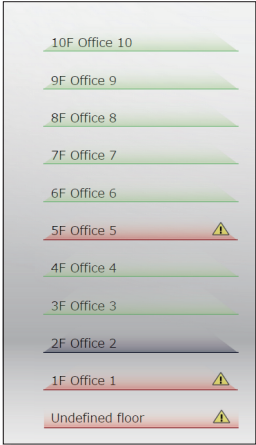 10F Office 10
9F Office 9
8F Office 8
7F Office 7
6F Office 6
5F Office 5
4F Office 4
3F Office 3
2F Office 2
1F Office 1
Undefined floor